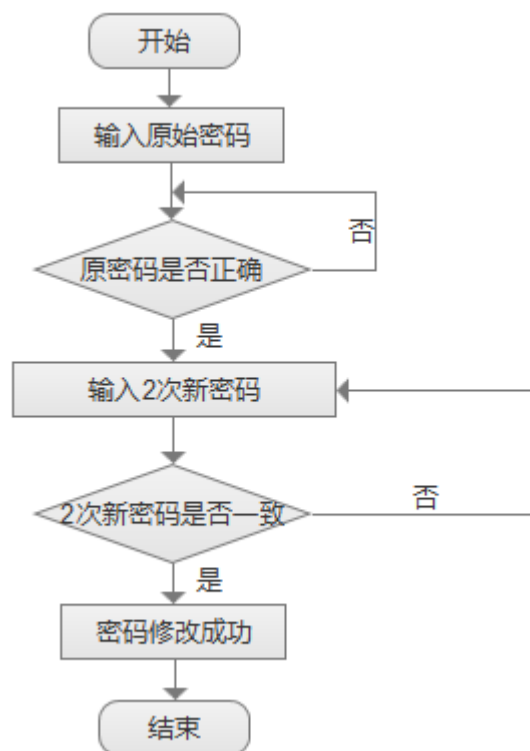 开始
输入原始密码
否
原密码是否正确
是
输入2次新密码
2次新密码是否一致
否
是
密码修改成功
结束